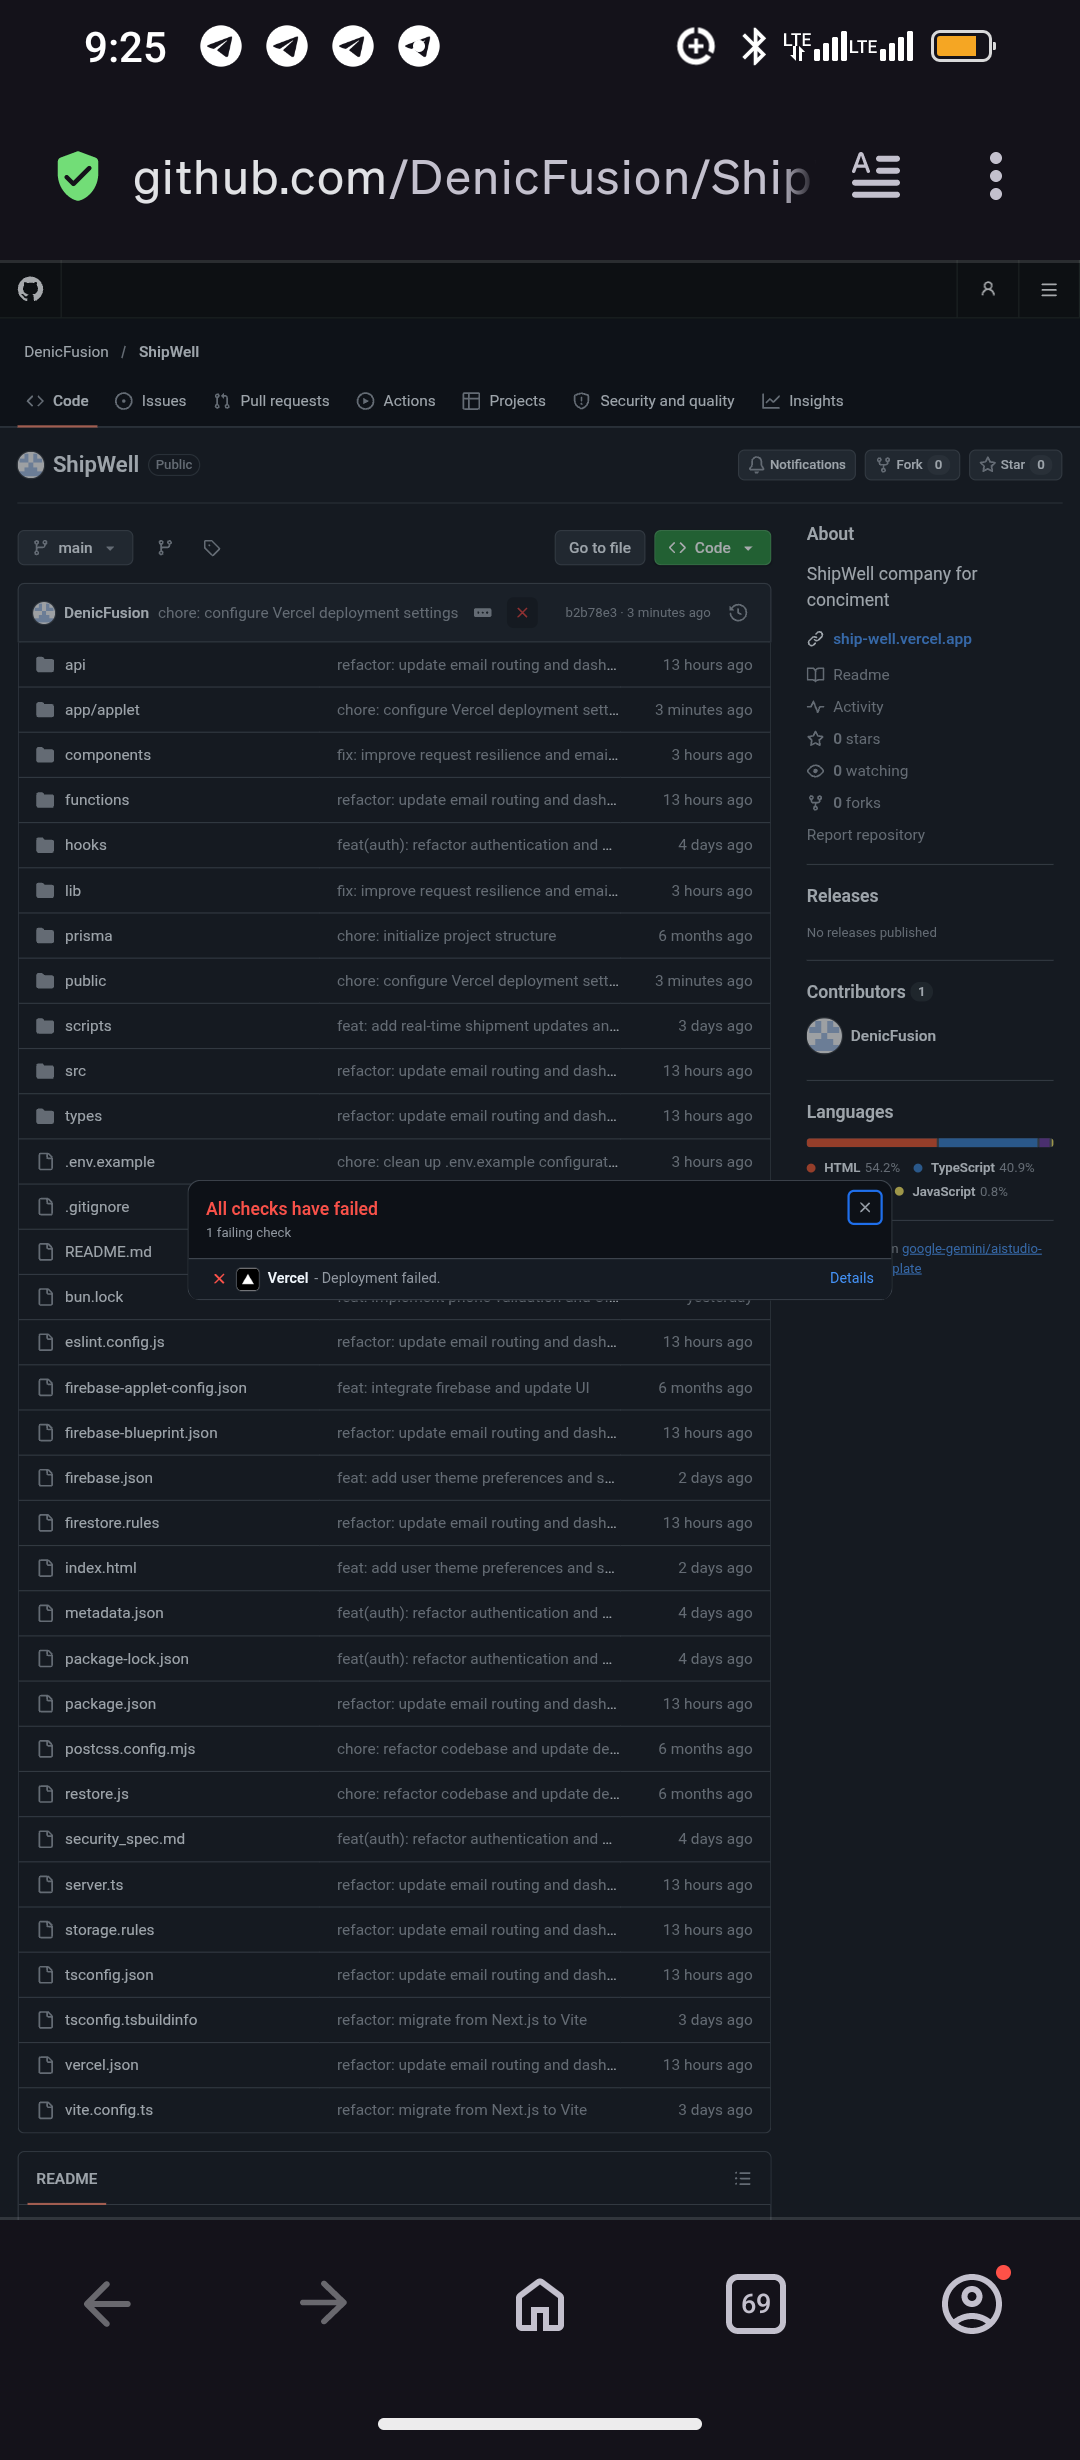 9:25
LTE
LTE
github.com/DenicFusion/Ship
DenicFusion / ShipWell
Code
Issues
Pull requests
Actions
Projects
Security and quality
Insights
ShipWell
Public
Notifications
Fork 0
Star 0
main
Go to file
Code
DenicFusion chore: configure Vercel deployment settings b2b78e3 · 3 minutes ago
api refactor: update email routing and dash... 13 hours ago
app/applet chore: configure Vercel deployment sett... 3 minutes ago
components fix: improve request resilience and emai... 3 hours ago
functions refactor: update email routing and dash... 13 hours ago
hooks feat(auth): refactor authentication and ... 4 days ago
lib fix: improve request resilience and emai... 3 hours ago
prisma chore: initialize project structure 6 months ago
public chore: configure Vercel deployment sett... 3 minutes ago
scripts feat: add real-time shipment updates an... 3 days ago
src refactor: update email routing and dash... 13 hours ago
types refactor: update email routing and dash... 13 hours ago
.env.example chore: clean up .env.example configurat... 3 hours ago
.gitignore
README.md
bun.lock
All checks have failed
1 failing check
Vercel - Deployment failed. Details
eslint.config.js refactor: update email routing and dash... 13 hours ago
firebase-applet-config.json feat: integrate firebase and update UI 6 months ago
firebase-blueprint.json refactor: update email routing and dash... 13 hours ago
firebase.json feat: add user theme preferences and s... 2 days ago
firestore.rules refactor: update email routing and dash... 13 hours ago
index.html feat: add user theme preferences and s... 2 days ago
metadata.json feat(auth): refactor authentication and ... 4 days ago
package-lock.json feat(auth): refactor authentication and ... 4 days ago
package.json refactor: update email routing and dash... 13 hours ago
postcss.config.mjs chore: refactor codebase and update de... 6 months ago
restore.js chore: refactor codebase and update de... 6 months ago
security_spec.md feat(auth): refactor authentication and ... 4 days ago
server.ts refactor: update email routing and dash... 13 hours ago
storage.rules refactor: update email routing and dash... 13 hours ago
tsconfig.json refactor: update email routing and dash... 13 hours ago
tsconfig.tsbuildinfo refactor: migrate from Next.js to Vite 3 days ago
vercel.json refactor: update email routing and dash... 13 hours ago
vite.config.ts refactor: migrate from Next.js to Vite 3 days ago
README
About
ShipWell company for
conciment
ship-well.vercel.app
Readme
Activity
0 stars
0 watching
0 forks
Report repository
Releases
No releases published
Contributors 1
DenicFusion
Languages
HTML 54.2% TypeScript 40.9%
JavaScript 0.8%
google-gemini/aistudio-
plate
69